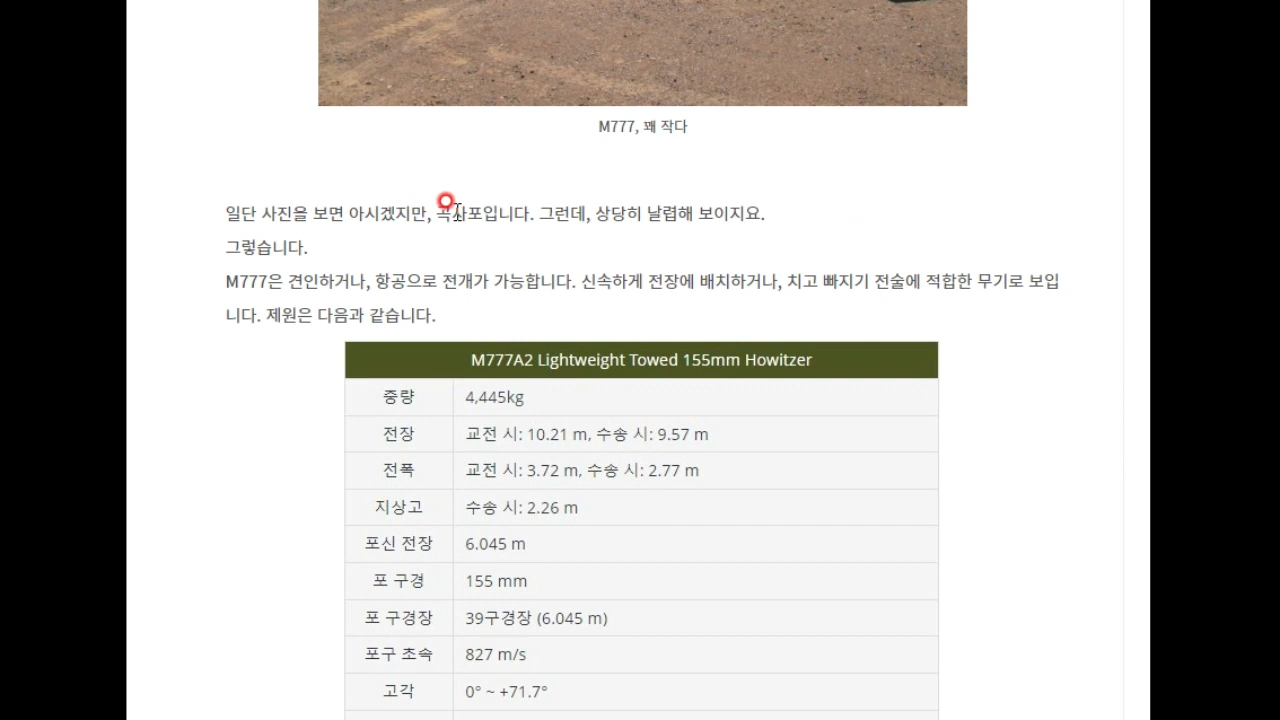 M777, 꽤 작다
일단 사진을 보면 아시겠지만, 곡사포입니다. 그런데, 상당히 날렵해 보이지요.
그렇습니다.
M777은 견인하거나, 항공으로 전개가 가능합니다. 신속하게 전장에 배치하거나, 치고 빠지기 전술에 적합한 무기로 보입
니다. 제원은 다음과 같습니다.
M777A2 Lightweight Towed 155mm Howitzer
중량 4,445kg
전장 교전 시: 10.21 m, 수송 시: 9.57 m
전폭 교전 시: 3.72 m, 수송 시: 2.77 m
지상고 수송 시: 2.26 m
포신 전장 6.045 m
포 구경 155 mm
포 구경장 39구경장 (6.045 m)
포구 초속 827 m/s
고각 0° ~ +71.7°